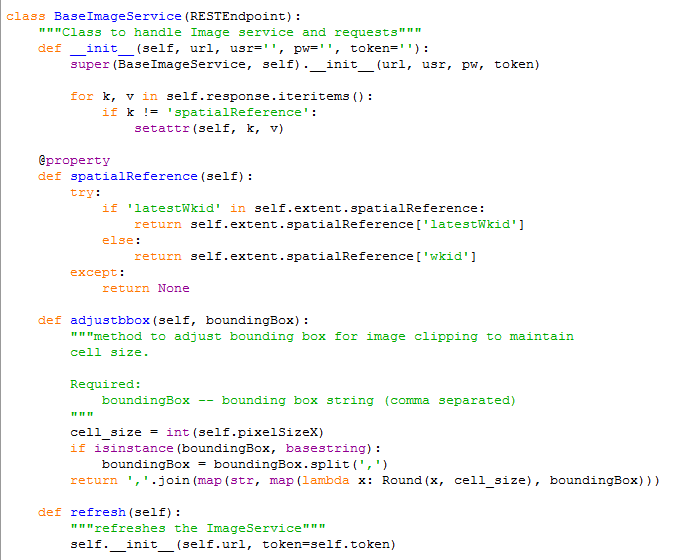 class BaseImageService(RESTEndpoint):
    """Class to handle Image service and requests"""
    def __init__(self, url, usr='', pw='', token=''):
        super(BaseImageService, self).__init__(url, usr, pw, token)

        for k, v in self.response.iteritems():
            if k != 'spatialReference':
                setattr(self, k, v)

    @property
    def spatialReference(self):
        try:
            if 'latestWkid' in self.extent.spatialReference:
                return self.extent.spatialReference['latestWkid']
            else:
                return self.extent.spatialReference['wkid']
        except:
            return None

    def adjustbbox(self, boundingBox):
        """method to adjust bounding box for image clipping to maintain
        cell size.

        Required:
            boundingBox -- bounding box string (comma separated)
        """
        cell_size = int(self.pixelSizeX)
        if isinstance(boundingBox, basestring):
            boundingBox = boundingBox.split(',')
        return ','.join(map(str, map(lambda x: Round(x, cell_size), boundingBox)))

    def refresh(self):
        """refreshes the ImageService"""
        self.__init__(self.url, token=self.token)